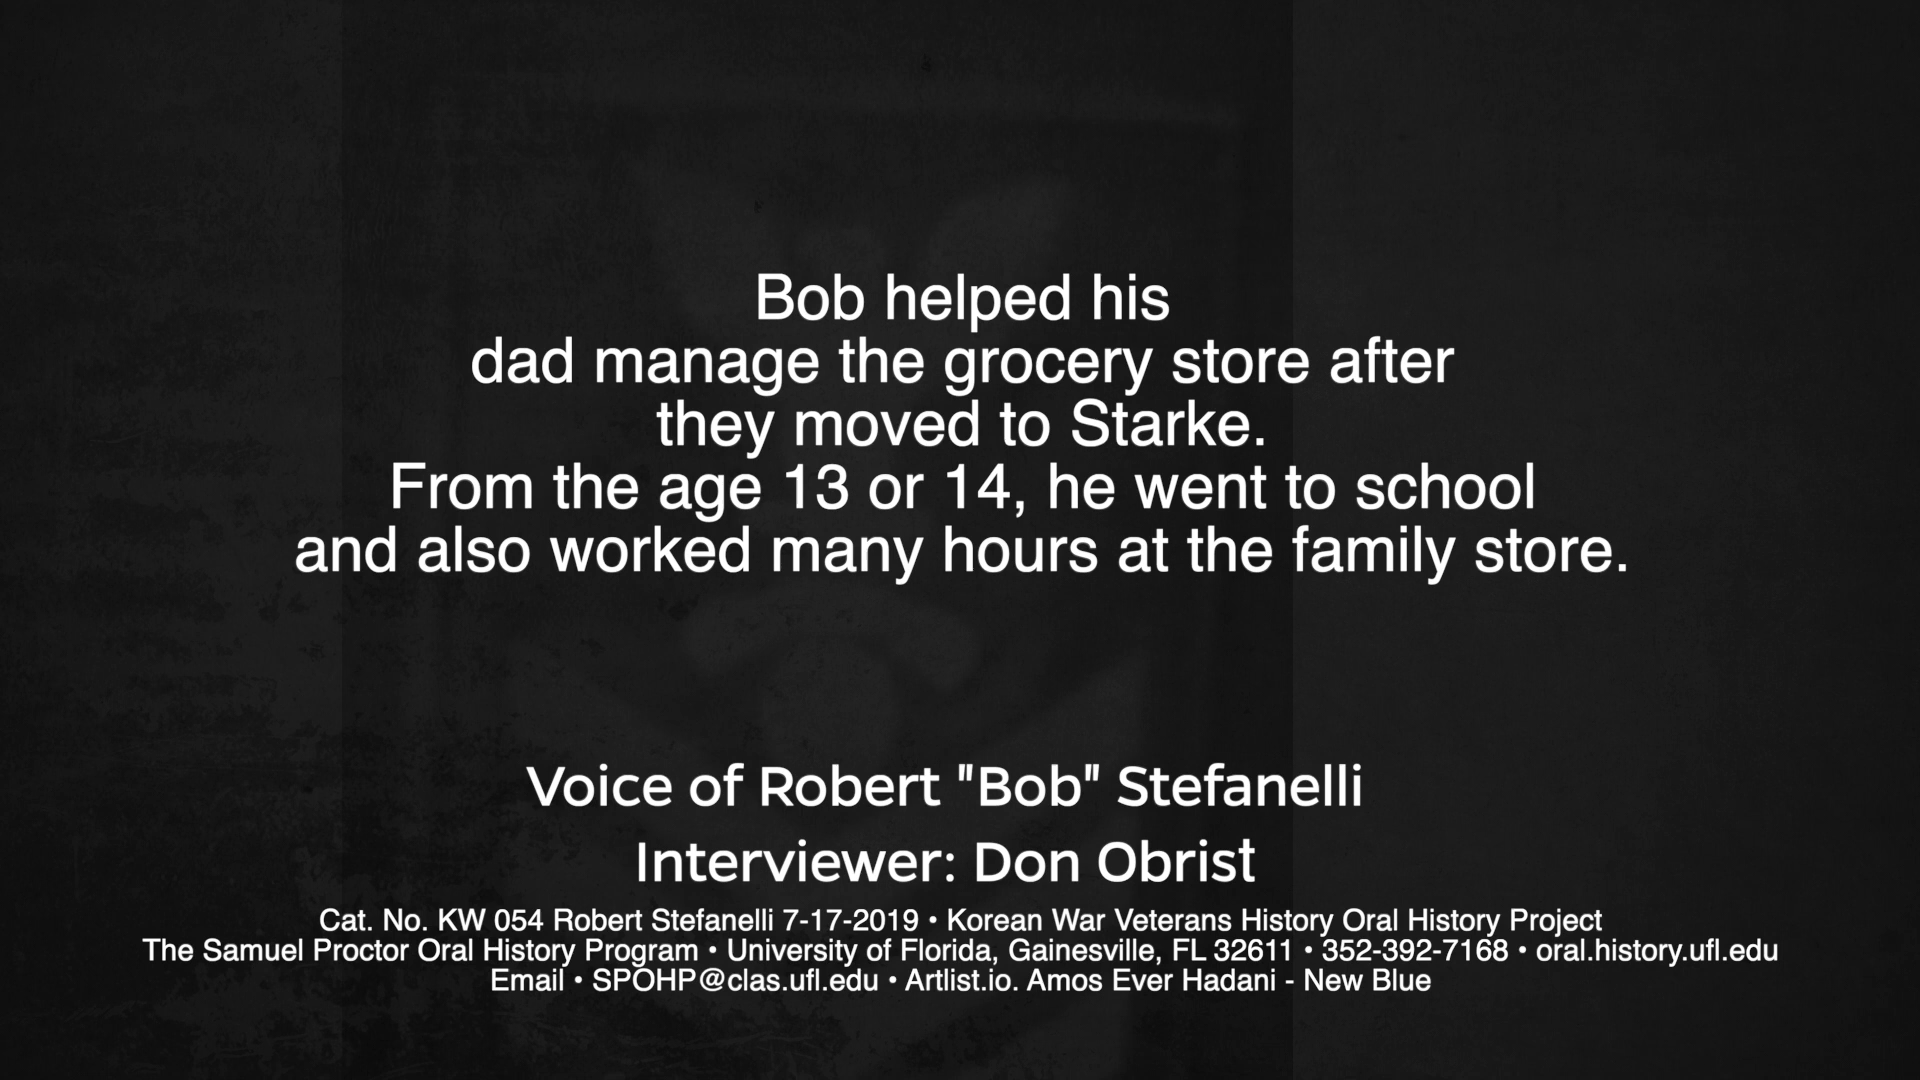 Bob helped his
dad manage the grocery store after
they moved to Starke.
From the age 13 or 14, he went to school
and also worked many hours at the family store.
Voice of Robert "Bob" Stefanelli
Interviewer: Don Obrist
Cat. No. KW 054 Robert Stefanelli 7-17-2019 • Korean War Veterans History Oral History Project
The Samuel Proctor Oral History Program • University of Florida, Gainesville, FL 32611 • 352-392-7168 • oral.history.ufl.edu
Email • SPOHP@clas.ufl.edu • Artlist.io. Amos Ever Hadani - New Blue